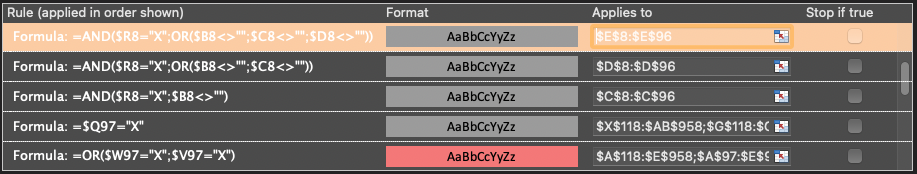 Rule (applied in order shown) Format Applies to Stop if true
Formula: =AND($R8="X";OR($B8<>"";$C8<>"";$D8<>"")) AaBbCcYyZz $E$8:$E$96
Formula: =AND($R8="X";OR($B8<>"";$C8<>"")) AaBbCcYyZz $D$8:$D$96
Formula: =AND($R8="X";$B8<>"") AaBbCcYyZz $C$8:$C$96
Formula: =$Q97="X" AaBbCcYyZz $X$118:$AB$958;$G$118:$
Formula: =OR($W97="X";$V97="X") AaBbCcYyZz $A$118:$E$958;$A$97:$E$